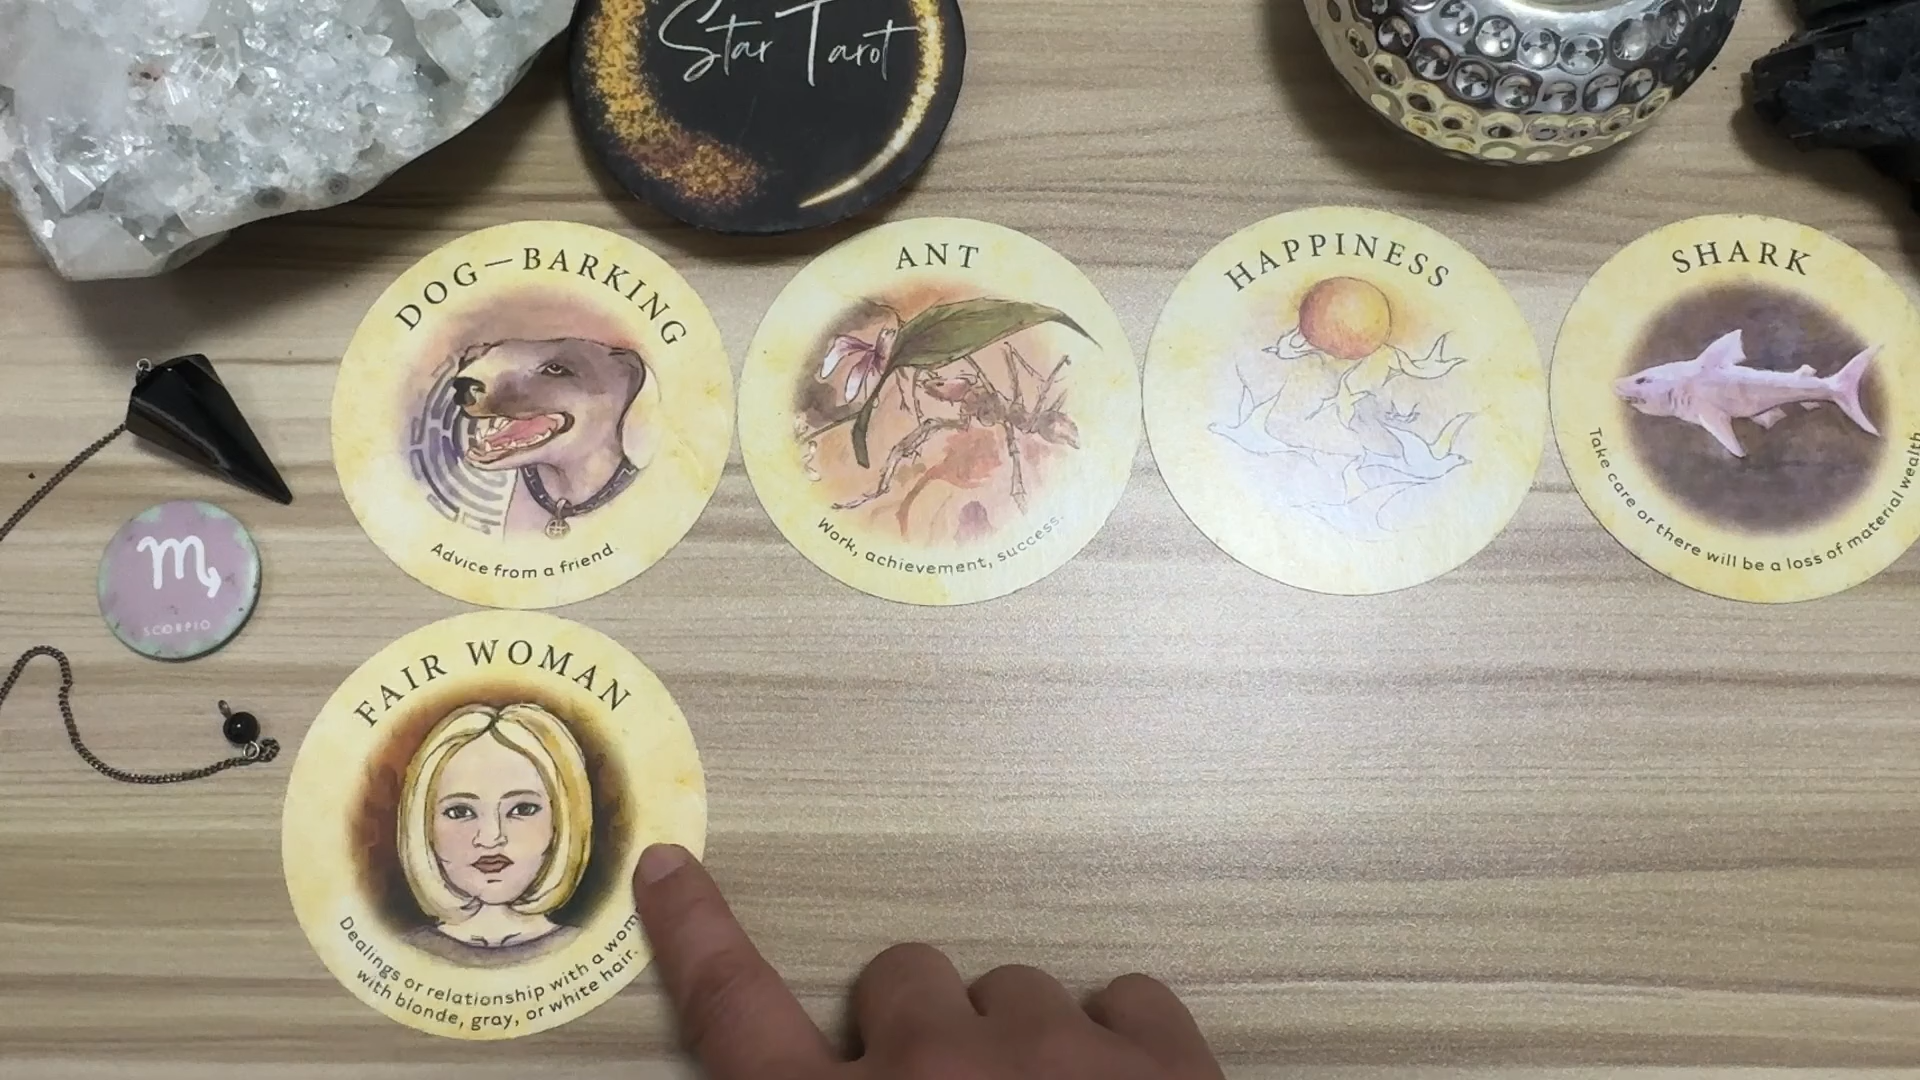 Star Tarot
DOG—BARKING
Advice from a friend.
ANT
Work, achievement, success.
HAPPINESS
SHARK
Take care or there will be a loss of material wealth
SCORPIO
FAIR WOMAN
Dealings or relationship with a
with blonde, gray, or white hair.